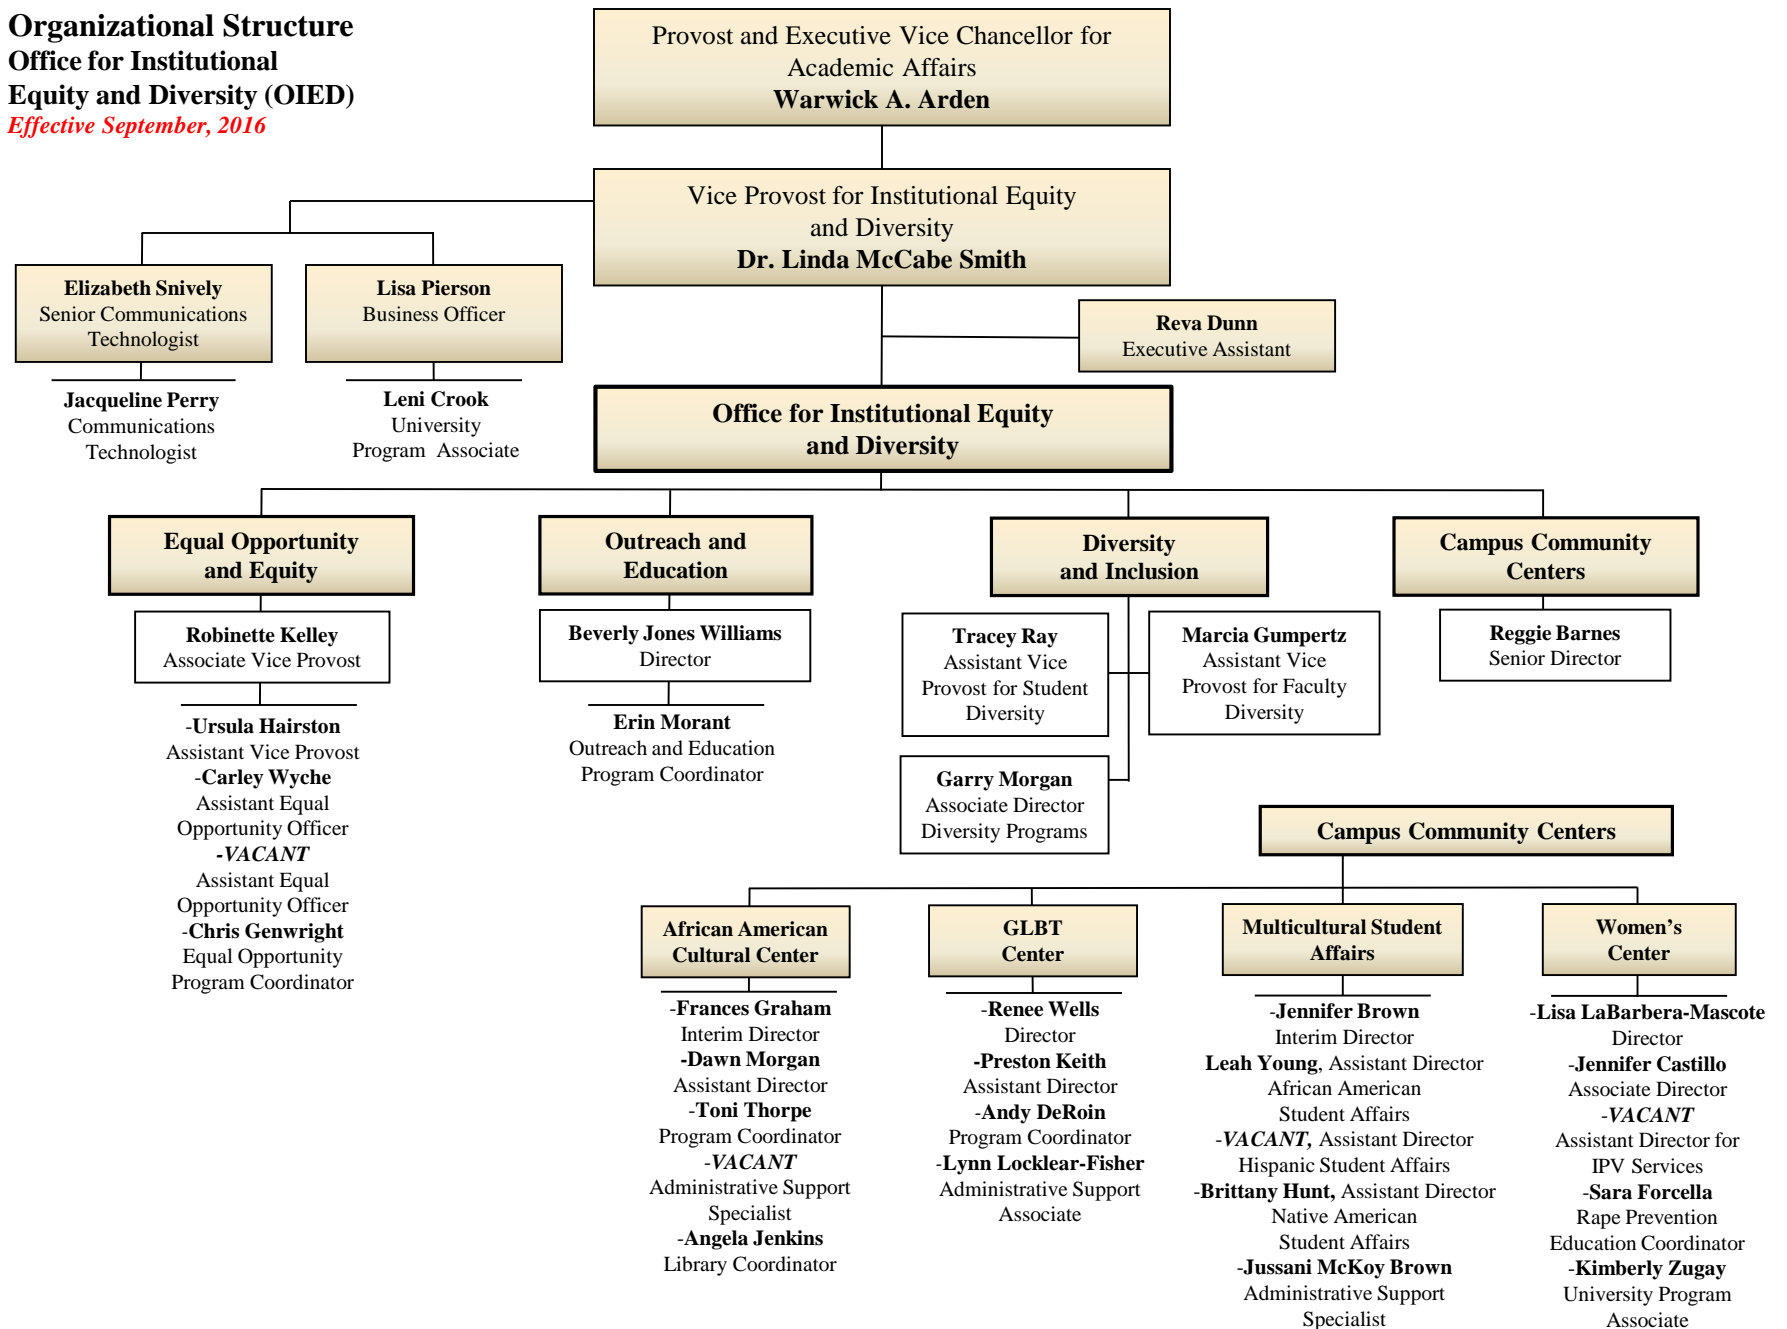 Organizational Structure
Office for Institutional
Equity and Diversity (OIED)
Effective September, 2016
Provost and Executive Vice Chancellor for
Academic Affairs
Warwick A. Arden
Vice Provost for Institutional Equity
and Diversity
Dr. Linda McCabe Smith
Elizabeth Snively
Senior Communications
Technologist
Lisa Pierson
Business Officer
Reva Dunn
Executive Assistant
Jacqueline Perry
Communications
Technologist
Leni Crook
University
Program Associate
Office for Institutional Equity
and Diversity
Equal Opportunity
and Equity
Robinette Kelley
Associate Vice Provost
-Ursula Hairston
Assistant Vice Provost
-Carley Wyche
Assistant Equal
Opportunity Officer
-VACANT
Assistant Equal
Opportunity Officer
-Chris Genwright
Equal Opportunity
Program Coordinator
Outreach and
Education
Beverly Jones Williams
Director
Erin Morant
Outreach and Education
Program Coordinator
Diversity
and Inclusion
Tracey Ray
Assistant Vice
Provost for Student
Diversity
Marcia Gumpertz
Assistant Vice
Provost for Faculty
Diversity
Garry Morgan
Associate Director
Diversity Programs
Campus Community
Centers
Reggie Barnes
Senior Director
Campus Community Centers
African American
Cultural Center
-Frances Graham
Interim Director
-Dawn Morgan
Assistant Director
-Toni Thorpe
Program Coordinator
-VACANT
Administrative Support
Specialist
-Angela Jenkins
Library Coordinator
GLBT
Center
-Renee Wells
Director
-Preston Keith
Assistant Director
-Andy DeRoin
Program Coordinator
-Lynn Locklear-Fisher
Administrative Support
Associate
Multicultural Student
Affairs
-Jennifer Brown
Interim Director
Leah Young, Assistant Director
African American
Student Affairs
-VACANT, Assistant Director
Hispanic Student Affairs
-Brittany Hunt, Assistant Director
Native American
Student Affairs
-Jussani McKoy Brown
Administrative Support
Specialist
Women's
Center
-Lisa LaBarbera-Mascote
Director
-Jennifer Castillo
Associate Director
-VACANT
Assistant Director for
IPV Services
-Sara Forcella
Rape Prevention
Education Coordinator
-Kimberly Zugay
University Program
Associate